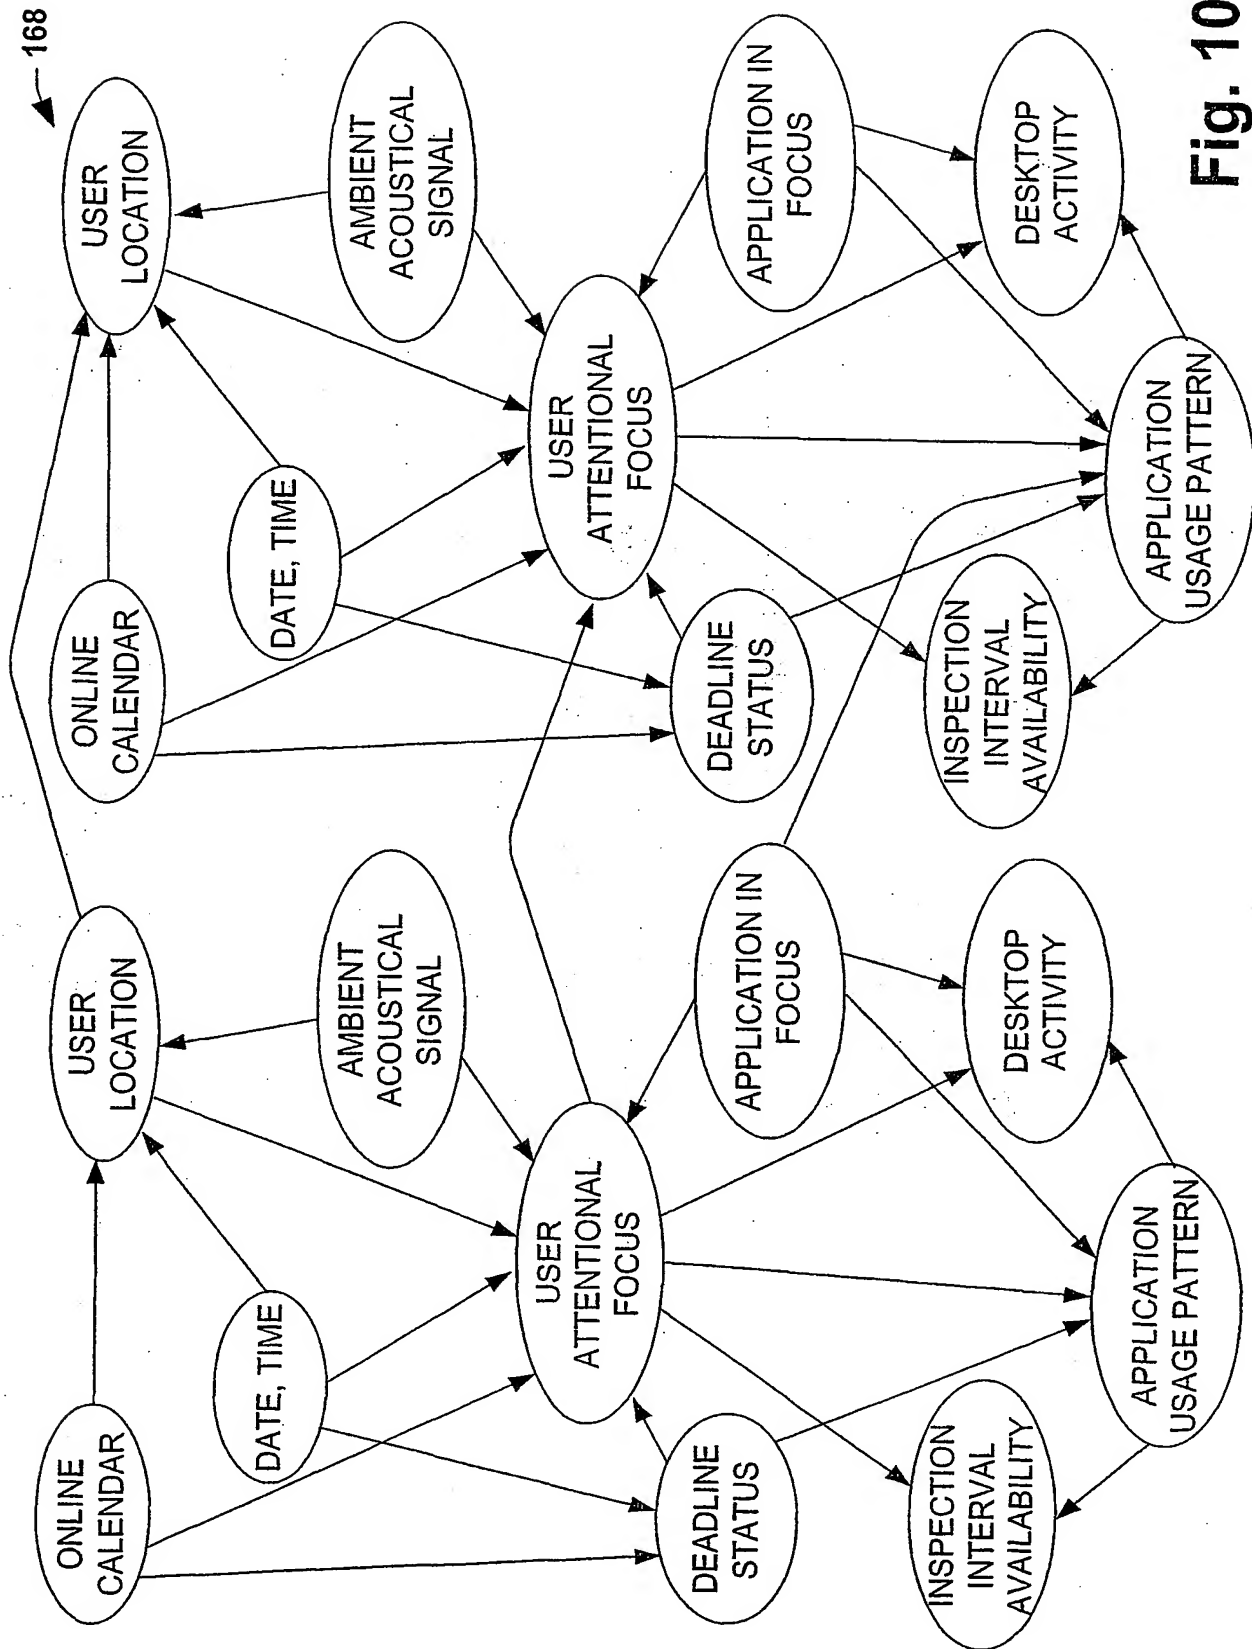 168
ONLINE
CALENDAR
USER
LOCATION
DATE, TIME
AMBIENT
ACOUSTICAL
SIGNAL
USER
ATTENTIONAL
FOCUS
DEADLINE
STATUS
APPLICATION IN
FOCUS
INSPECTION
INTERVAL
AVAILABILITY
DESKTOP
ACTIVITY
APPLICATION
USAGE PATTERN
ONLINE
CALENDAR
USER
LOCATION
DATE, TIME
AMBIENT
ACOUSTICAL
SIGNAL
USER
ATTENTIONAL
FOCUS
DEADLINE
STATUS
APPLICATION IN
FOCUS
INSPECTION
INTERVAL
AVAILABILITY
DESKTOP
ACTIVITY
APPLICATION
USAGE PATTERN
Fig. 10